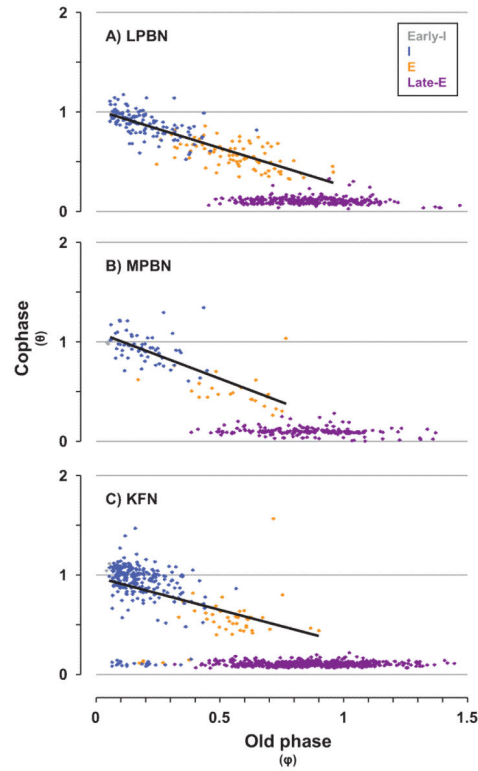 2
A) LPBN
Early-I
I
E
Late-E
1
0
2
B) MPBN
1
0
2
C) KFN
1
0
Cophase
(θ)
0 0.5 1 1.5
Old phase
(φ)